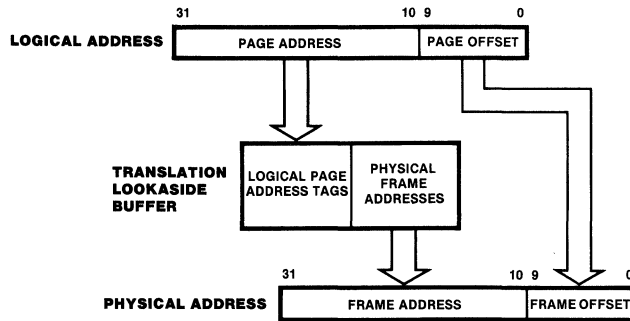 31 10 9 0
LOGICAL ADDRESS PAGE ADDRESS PAGE OFFSET
TRANSLATION
LOOKASIDE
BUFFER
LOGICAL PAGE
ADDRESS TAGS
PHYSICAL
FRAME
ADDRESSES
31 10 9 0
PHYSICAL ADDRESS FRAME ADDRESS FRAME OFFSET